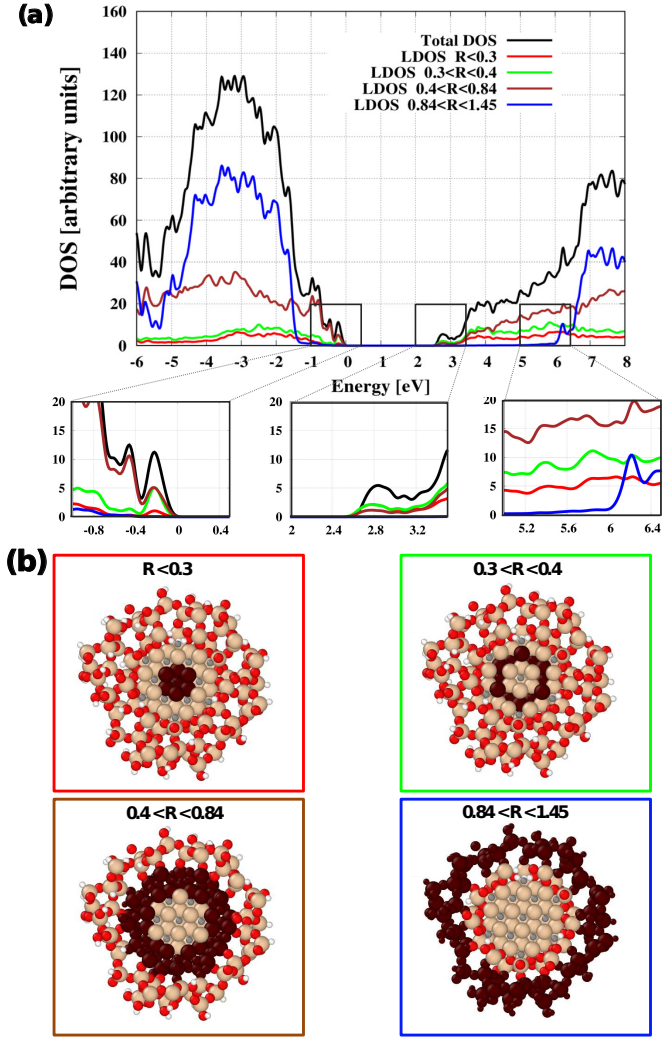 (a)
160
140
120
100
80
60
40
20
0
DOS [arbitrary units]
Total DOS
LDOS R<0.3
LDOS 0.3<R<0.4
LDOS 0.4<R<0.84
LDOS 0.84<R<1.45
-6 -5 -4 -3 -2 -1 0 1 2 3 4 5 6 7 8
Energy [eV]
20
15
10
5
0
-0.8 -0.4 0 0.4
20
15
10
5
0
2 2.4 2.8 3.2
20
15
10
5
0
5.2 5.6 6 6.4
(b)
R<0.3
0.3<R<0.4
0.4<R<0.84
0.84<R<1.45